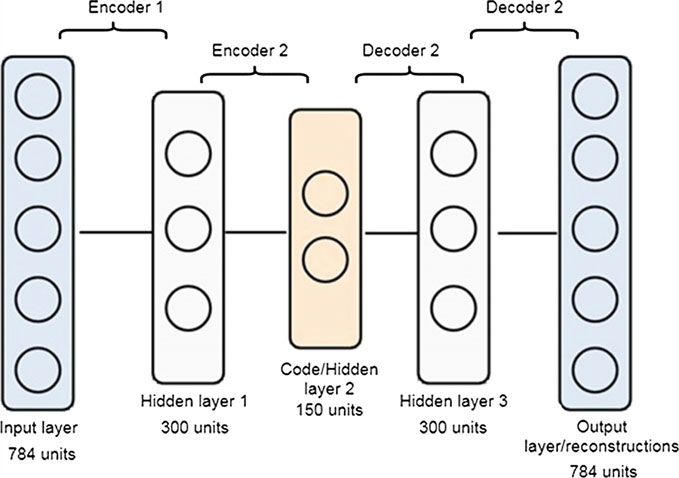 Encoder 1
Decoder 2
Encoder 2
Decoder 2
Input layer
784 units
Hidden layer 1
300 units
Code/Hidden
layer 2
150 units
Hidden layer 3
300 units
Output
layer/reconstructions
784 units